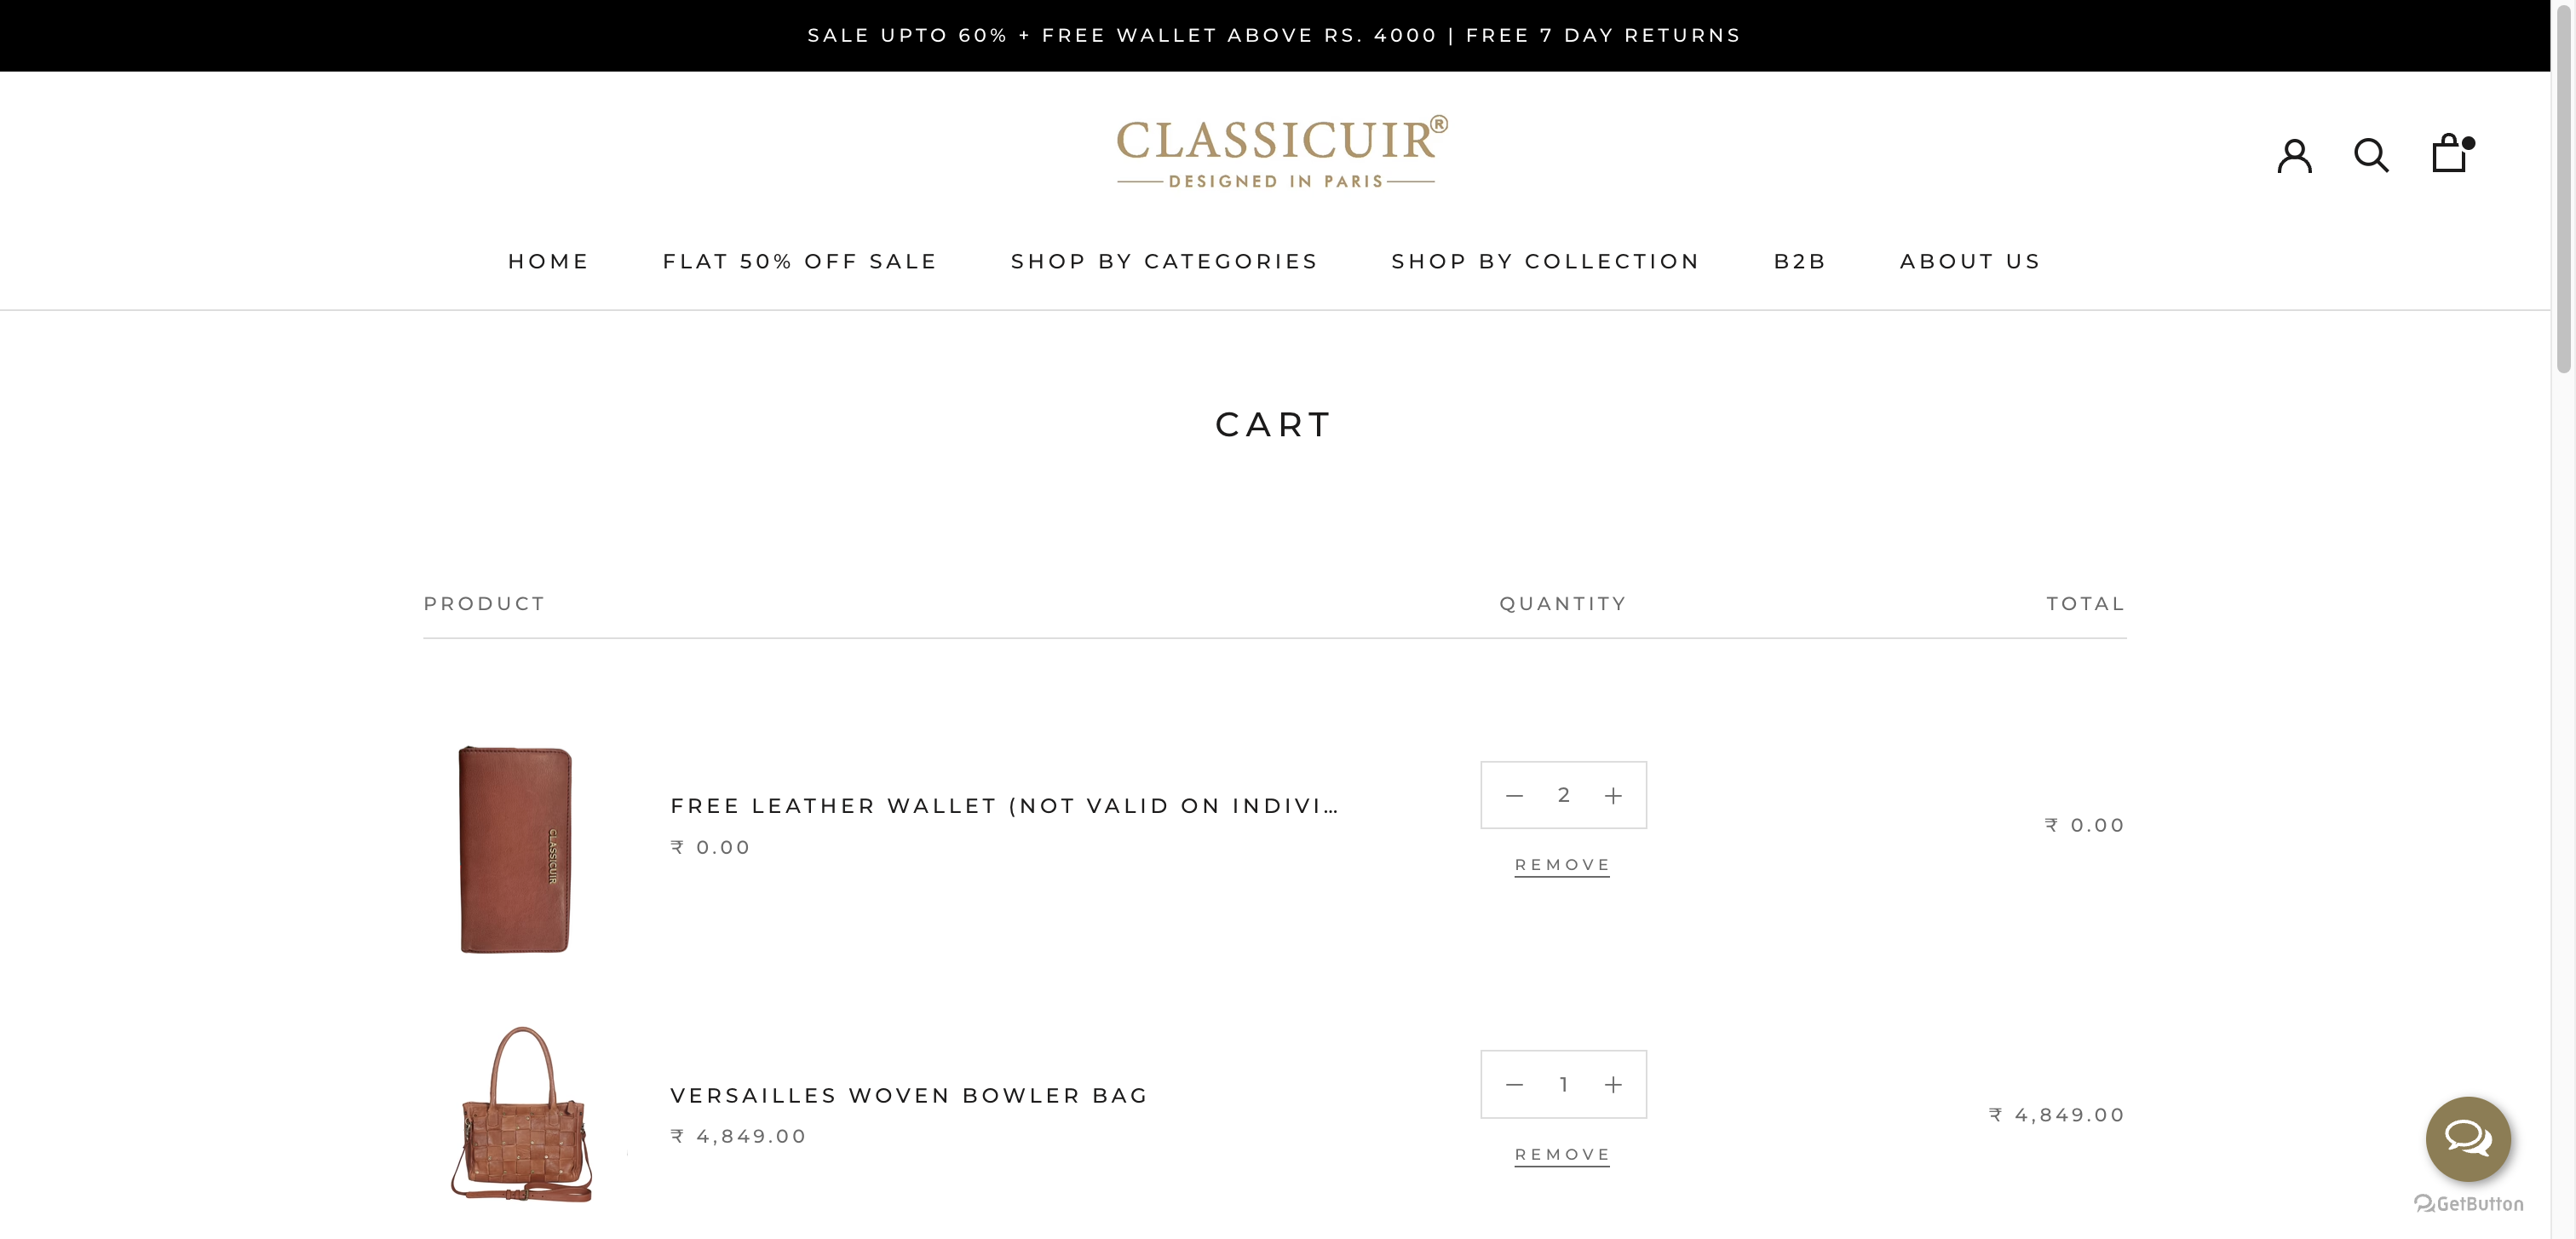 SALE UPTO 60% + FREE WALLET ABOVE RS. 4000 | FREE 7 DAY RETURNS
CLASSICUIR®
DESIGNED IN PARIS
HOME FLAT 50% OFF SALE SHOP BY CATEGORIES SHOP BY COLLECTION B2B ABOUT US
CART
PRODUCT QUANTITY TOTAL
CLASSICUIR
FREE LEATHER WALLET (NOT VALID ON INDIVI...
₹ 0.00
2
REMOVE
₹ 0.00
VERSAILLES WOVEN BOWLER BAG
₹ 4,849.00
1
REMOVE
₹ 4,849.00
GetButton